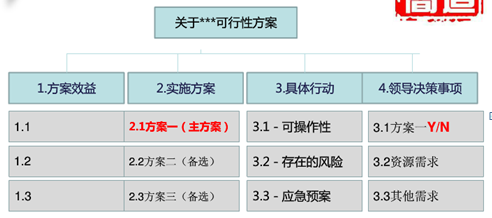 关于***可行性方案
1.方案效益
2.实施方案
3.具体行动
4.领导决策事项
1.1
2.1方案一（主方案）
3.1 - 可操作性
3.1方案一Y/N
1.2
2.2方案二（备选）
3.2 - 存在的风险
3.2资源需求
1.3
2.3方案三（备选）
3.3 - 应急预案
3.3其他需求